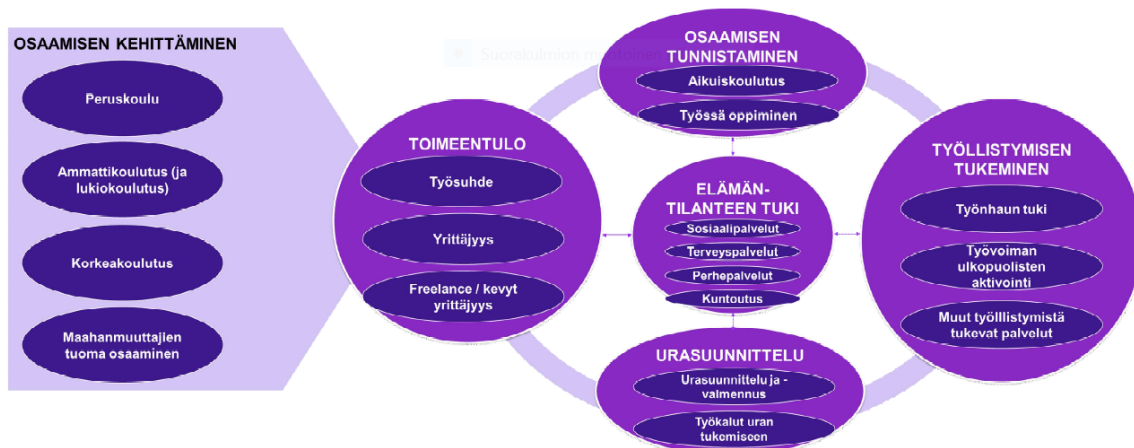 OSAAMISEN KEHITTÄMINEN
Peruskoulu
Ammattikoulutus (ja
lukiokoulutus)
Korkeakoulutus
Maahanmuuttajien
tuoma osaaminen
TOIMEENTULO
Työsuhde
Yrittäjyys
Freelance / kevyt
yrittäjyys
OSAAMISEN
TUNNISTAMINEN
Aikuiskoulutus
Työssä oppiminen
ELÄMÄN-
TILANTEEN TUKI
Sosiaalipalvelut
Terveyspalvelut
Perhepalvelut
Kuntoutus
URASUUNNITTELU
Urasuunnittelu ja -
valmennus
Työkalut uran
tukemiseen
TYÖLLISTYMISEN
TUKEMINEN
Työnhaun tuki
Työvoiman
ulkopuolisten
aktivointi
Muut työlllistymistä
tukevat palvelut
Suorakulmion